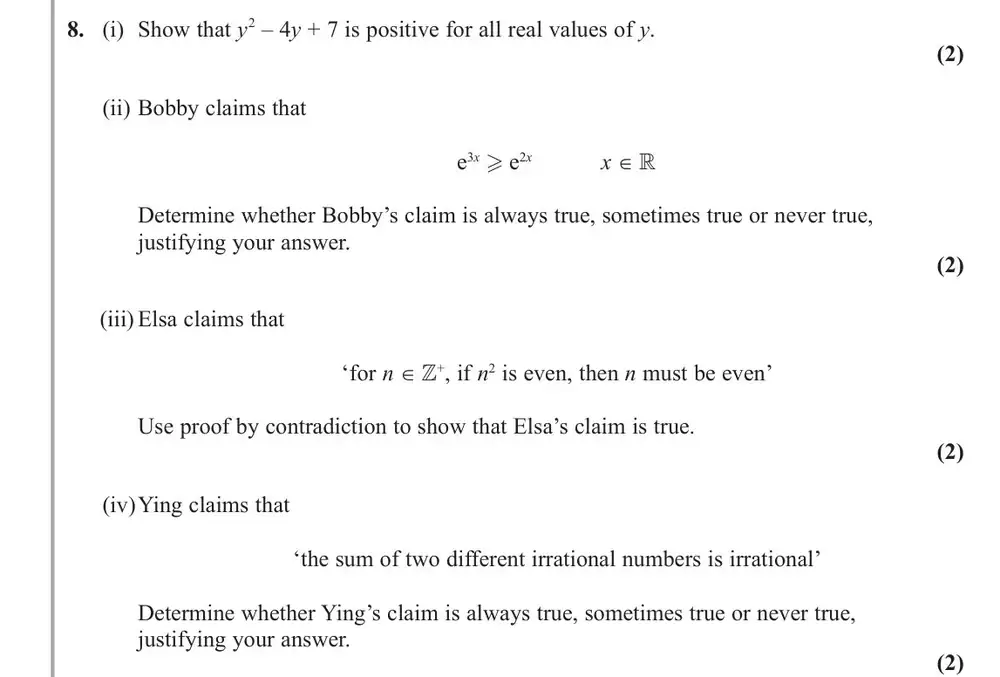 8. (i) Show that y² – 4y + 7 is positive for all real values of y.
(2)
(ii) Bobby claims that
e³ˣ ⩾ e²ˣ x ∈ ℝ
Determine whether Bobby’s claim is always true, sometimes true or never true,
justifying your answer.
(2)
(iii) Elsa claims that
‘for n ∈ ℤ⁺, if n² is even, then n must be even’
Use proof by contradiction to show that Elsa’s claim is true.
(2)
(iv) Ying claims that
‘the sum of two different irrational numbers is irrational’
Determine whether Ying’s claim is always true, sometimes true or never true,
justifying your answer.
(2)